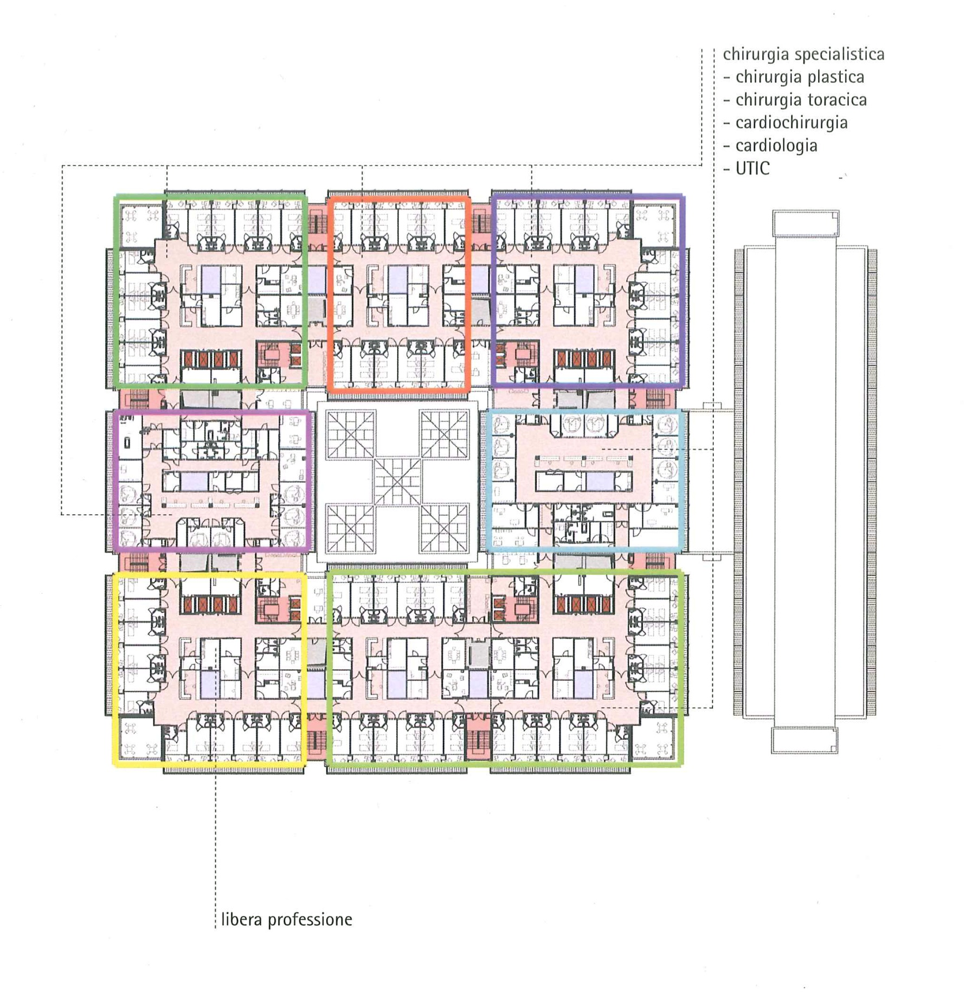 chirurgia specialistica
- chirurgia plastica
- chirurgia toracica
- cardiochirurgia
- cardiologia
- UTIC
libera professione